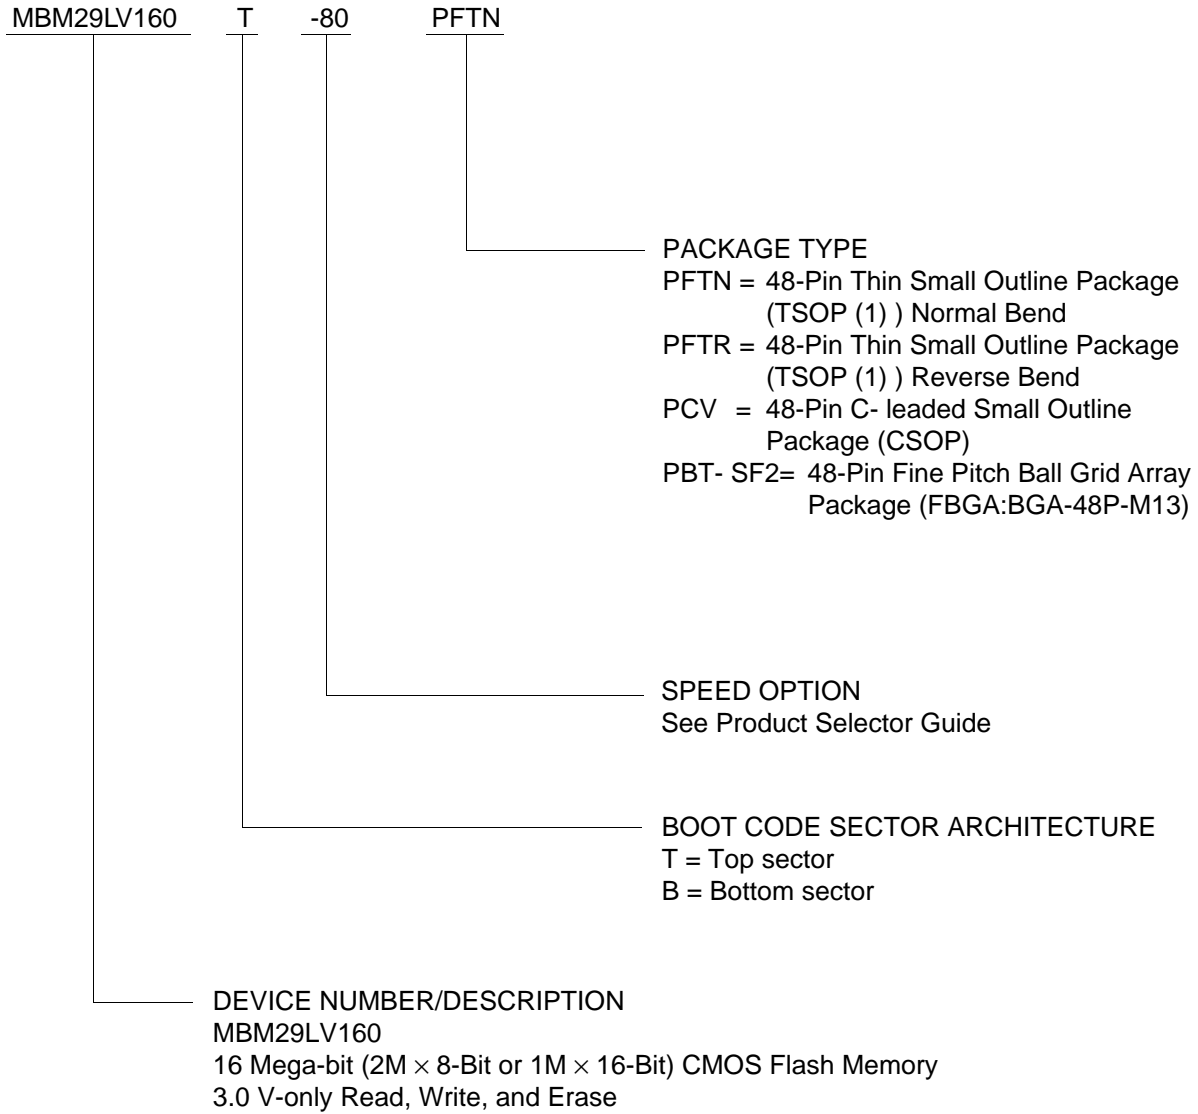 MBM29LV160 T -80 PFTN
PACKAGE TYPE
PFTN = 48-Pin Thin Small Outline Package
(TSOP (1) ) Normal Bend
PFTR = 48-Pin Thin Small Outline Package
(TSOP (1) ) Reverse Bend
PCV = 48-Pin C- leaded Small Outline
Package (CSOP)
PBT- SF2= 48-Pin Fine Pitch Ball Grid Array
Package (FBGA:BGA-48P-M13)
SPEED OPTION
See Product Selector Guide
BOOT CODE SECTOR ARCHITECTURE
T = Top sector
B = Bottom sector
DEVICE NUMBER/DESCRIPTION
MBM29LV160
16 Mega-bit (2M × 8-Bit or 1M × 16-Bit) CMOS Flash Memory
3.0 V-only Read, Write, and Erase